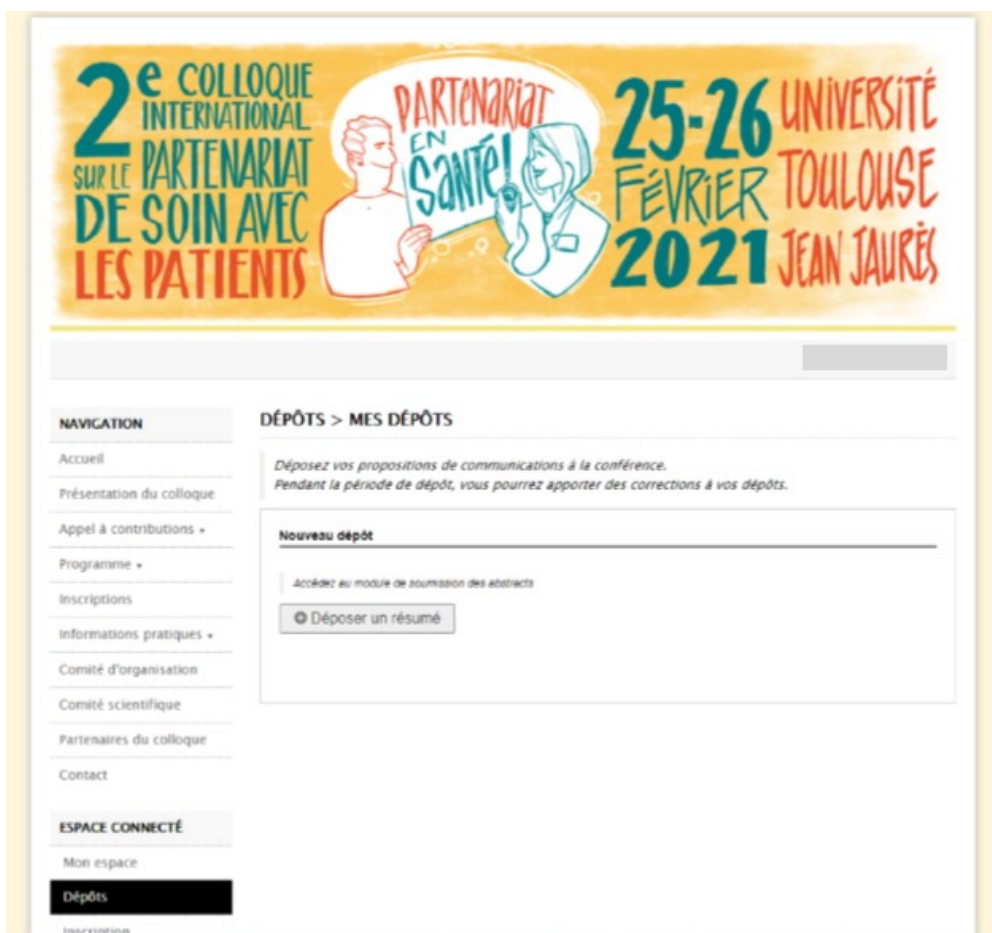 2e COLLOQUE
INTERNATIONAL
SUR LE PARTENARIAT
DE SOIN AVEC
LES PATIENTS
PARTENARIAT
EN
SANTÉ!
25-26
FÉVRIER
2021
UNIVERSITÉ
TOULOUSE
JEAN JAURÈS
NAVIGATION
Accueil
Présentation du colloque
Appel à contributions
Programme
Inscriptions
Informations pratiques
Comité d'organisation
Comité scientifique
Partenaires du colloque
Contact
ESPACE CONNECTÉ
Mon espace
Dépôts
Inscription
DÉPÔTS > MES DÉPÔTS
Déposez vos propositions de communications à la conférence.
Pendant la période de dépôt, vous pourrez apporter des corrections à vos dépôts.
Nouveau dépôt
Accédez au module de soumission des abstracts
Déposer un résumé